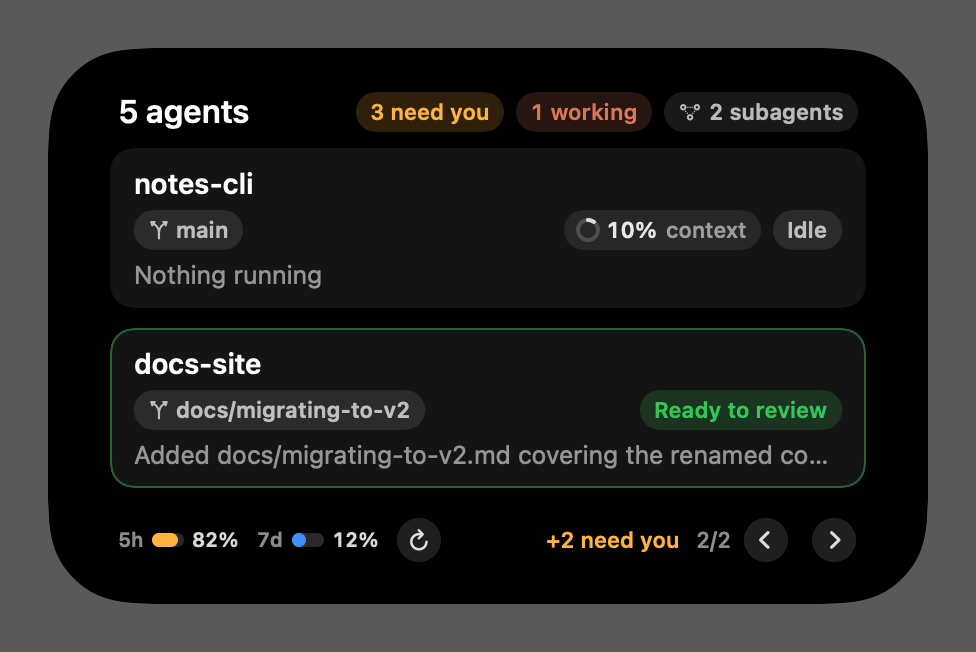 5 agents 3 need you 1 working 2 subagents
notes-cli
main 10% context Idle
Nothing running
docs-site
docs/migrating-to-v2 Ready to review
Added docs/migrating-to-v2.md covering the renamed co...
5h 82% 7d 12% +2 need you 2/2